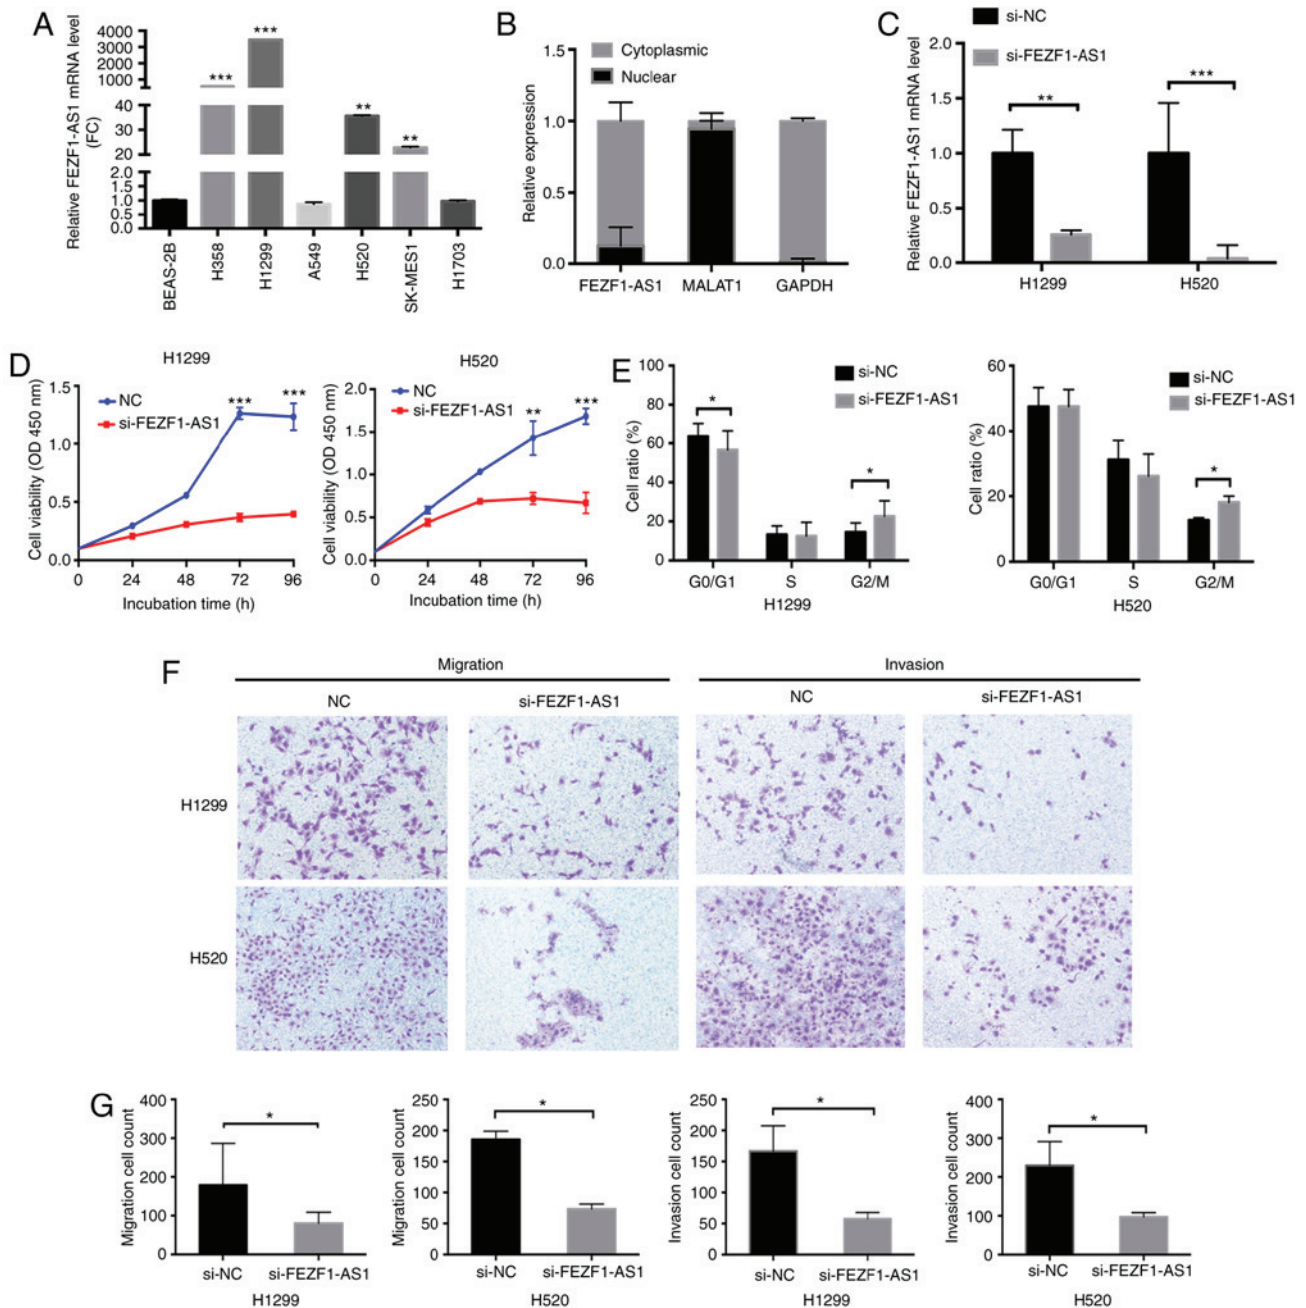 A
Relative FEZF1-AS1 mRNA level
(FC)
4000
3000
2000
1000
40
30
20
2.0
1.5
1.0
0.5
0.0
***
***
**
**
BEAS-2B
H358
H1299
A549
H520
SK-MES1
H1703
B
Relative expression
1.5
1.0
0.5
0.0
Cytoplasmic
Nuclear
FEZF1-AS1
MALAT1
GAPDH
C
si-NC
si-FEZF1-AS1
Relative FEZF1-AS1 mRNA level
2.0
1.5
1.0
0.5
0.0
**
***
H1299
H520
D
H1299
Cell viability (OD 450 nm)
1.5
1.0
0.5
0.0
NC
si-FEZF1-AS1
***
***
0
24
48
72
96
Incubation time (h)
H520
Cell viability (OD 450 nm)
2.0
1.5
1.0
0.5
0.0
NC
si-FEZF1-AS1
**
***
0
24
48
72
96
Incubation time (h)
E
Cell ratio (%)
100
80
60
40
20
0
si-NC
si-FEZF1-AS1
*
*
G0/G1
S
G2/M
H1299
Cell ratio (%)
60
40
20
0
si-NC
si-FEZF1-AS1
*
G0/G1
S
G2/M
H520
F
Migration
Invasion
NC
si-FEZF1-AS1
NC
si-FEZF1-AS1
H1299
H520
G
Migration cell count
400
300
200
100
0
*
si-NC
si-FEZF1-AS1
H1299
Migration cell count
250
200
150
100
50
0
*
si-NC
si-FEZF1-AS1
H520
Invasion cell count
250
200
150
100
50
0
*
si-NC
si-FEZF1-AS1
H1299
Invasion cell count
400
300
200
100
0
*
si-NC
si-FEZF1-AS1
H520